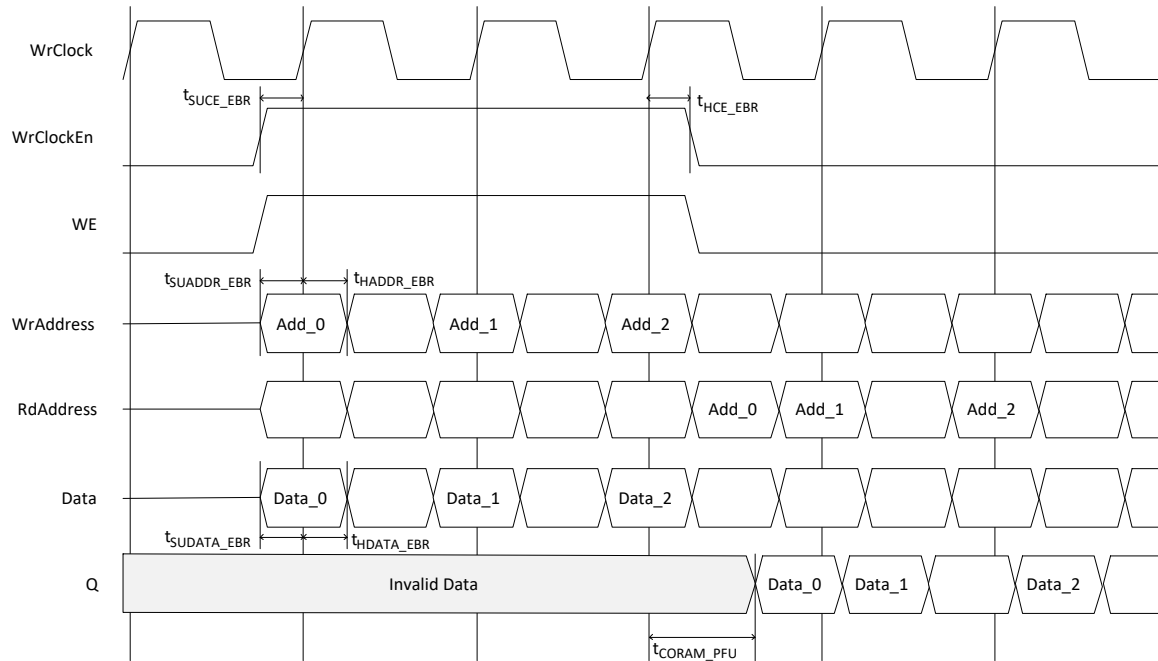 WrClock
tSUCE_EBR
tHCE_EBR
WrClockEn
WE
tSUADDR_EBR tHADDR_EBR
WrAddress Add_0 Add_1 Add_2
RdAddress Add_0 Add_1 Add_2
Data Data_0 Data_1 Data_2
tSUDATA_EBR tHDATA_EBR
Q Invalid Data Data_0 Data_1 Data_2
tCORAM_PFU